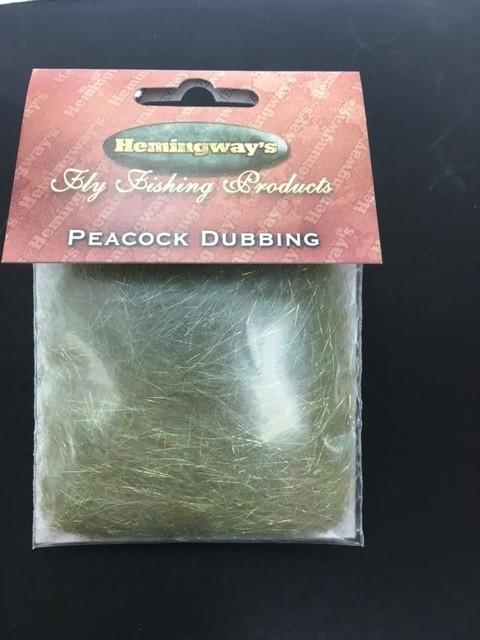 Hemingway's
Fly Fishing Products
PEACOCK DUBBING